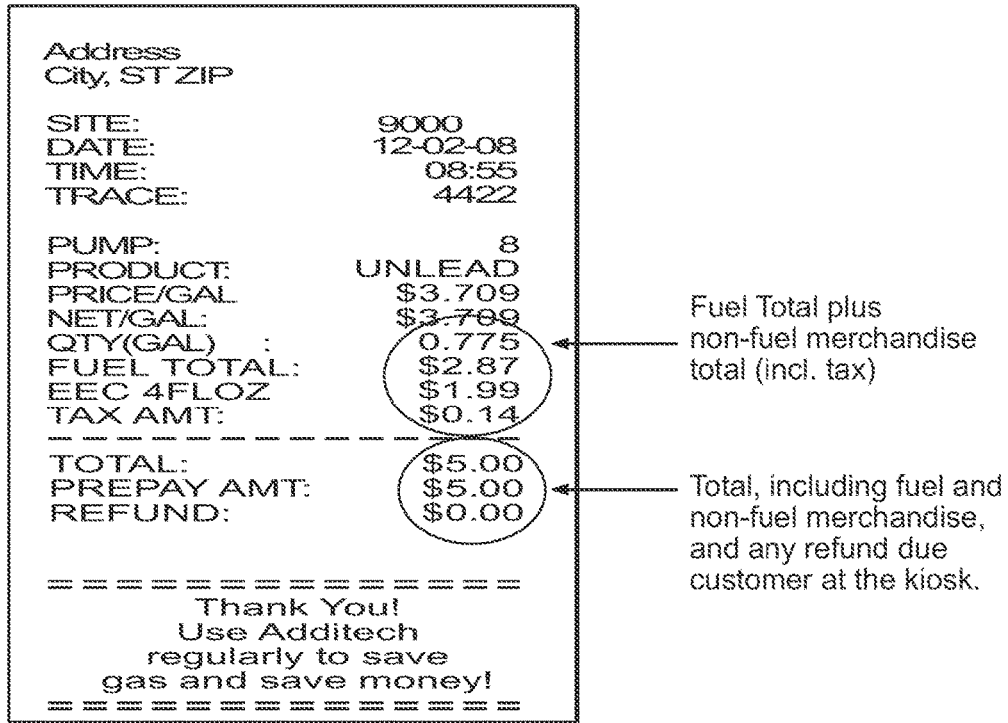 Address
City, ST ZIP
SITE: 9000
DATE: 12-02-08
TIME: 08:55
TRACE: 4422
PUMP: 8
PRODUCT: UNLEAD
PRICE/GAL $3.709
NET/GAL: $3.709
QTY(GAL) : 0.775
FUEL TOTAL: $2.87
EEC 4FLOZ $1.99
TAX AMT: $0.14
TOTAL: $5.00
PREPAY AMT: $5.00
REFUND: $0.00
Thank You!
Use Additech
regularly to save
gas and save money!
Fuel Total plus
non-fuel merchandise
total (incl. tax)
Total, including fuel and
non-fuel merchandise,
and any refund due
customer at the kiosk.